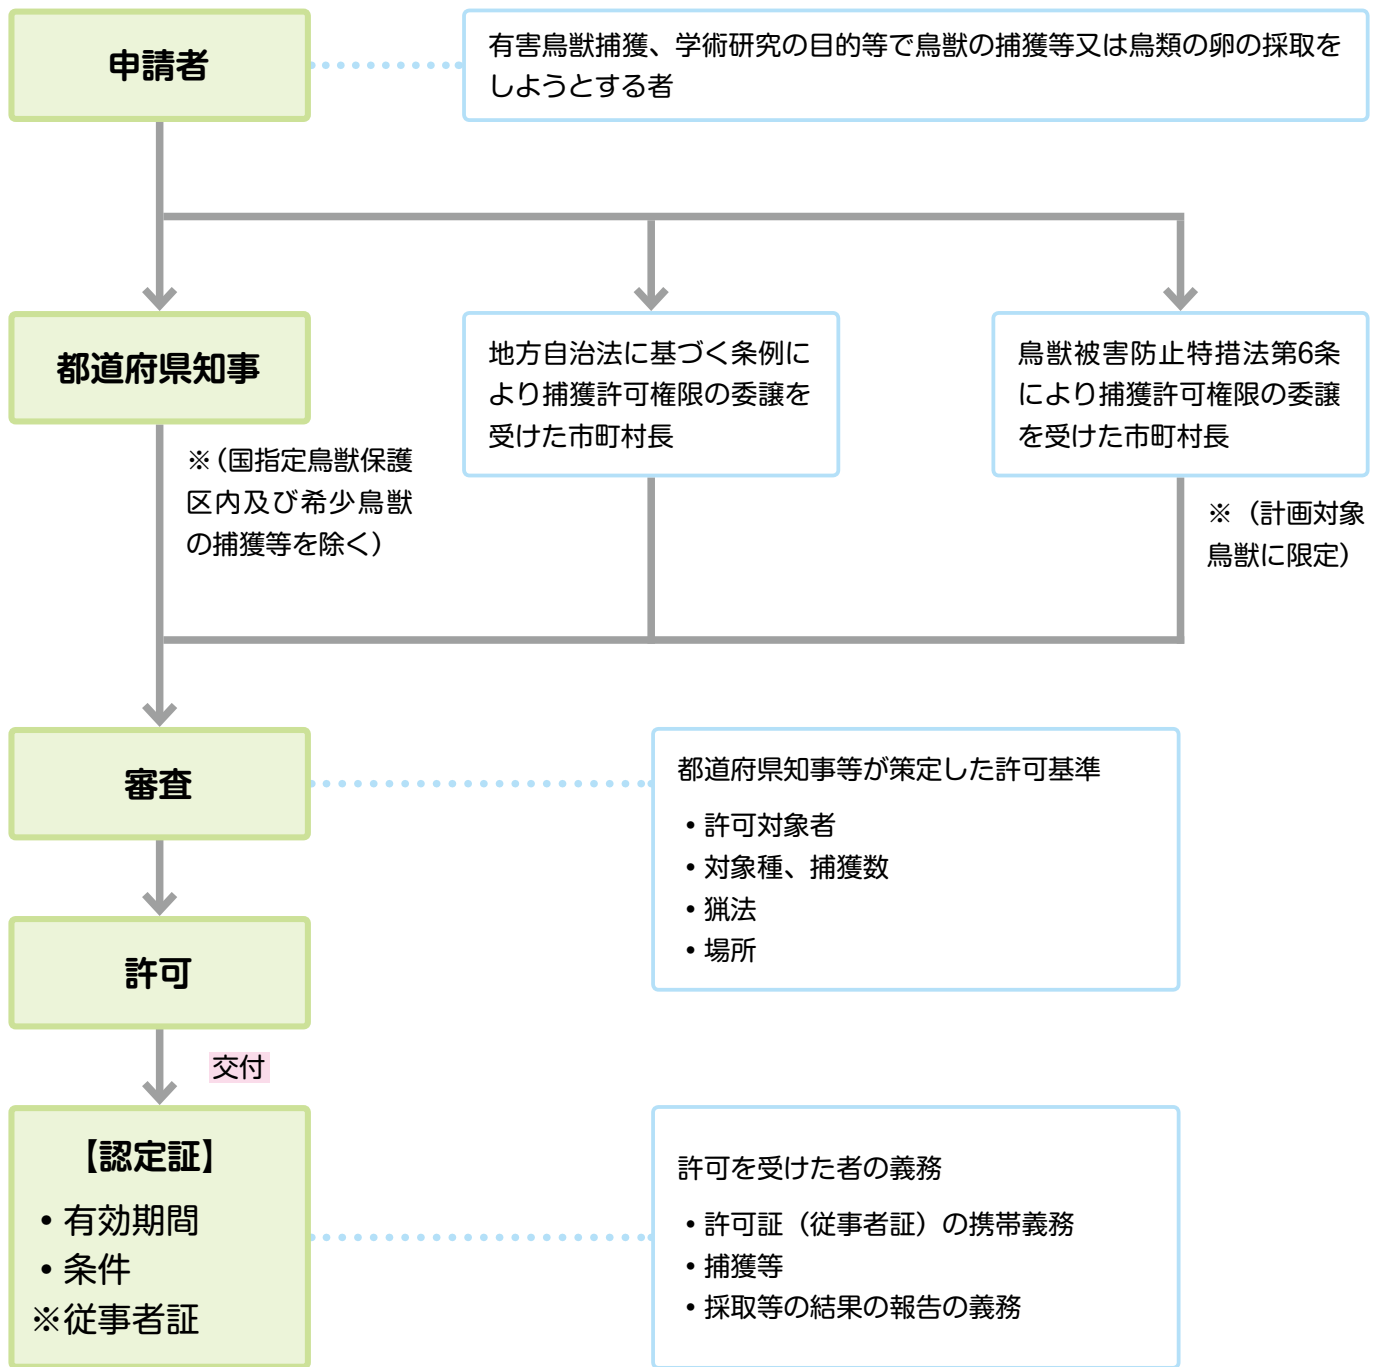 申請者
有害鳥獣捕獲、学術研究の目的等で鳥獣の捕獲等又は鳥類の卵の採取を
しようとする者
都道府県知事
※(国指定鳥獣保護
区内及び希少鳥獣
の捕獲等を除く)
地方自治法に基づく条例に
より捕獲許可権限の委譲を
受けた市町村長
鳥獣被害防止特措法第6条
により捕獲許可権限の委譲
を受けた市町村長
※(計画対象
鳥獣に限定)
審査
都道府県知事等が策定した許可基準
・許可対象者
・対象種、捕獲数
・猟法
・場所
許可
交付
【認定証】
・有効期間
・条件
※従事者証
許可を受けた者の義務
・許可証(従事者証)の携帯義務
・捕獲等
・採取等の結果の報告の義務